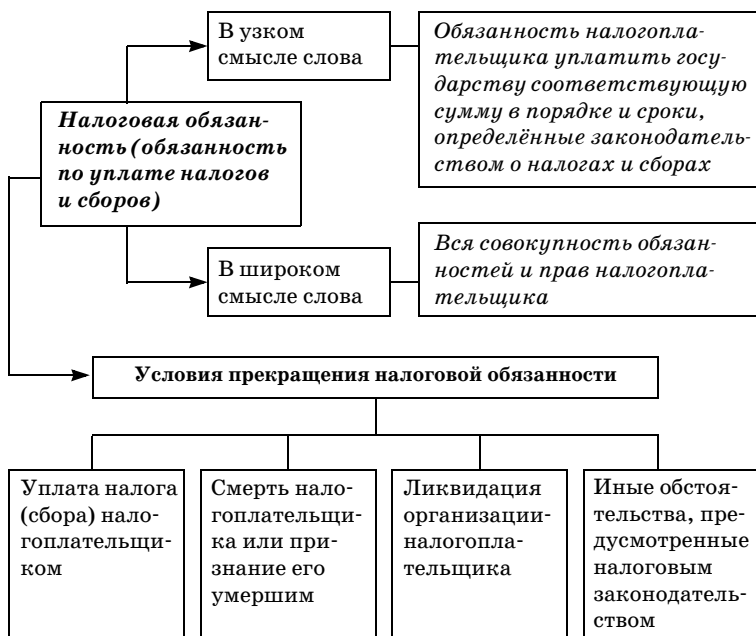 В узком
смысле слова
Обязанность налогопла-
тельщика уплатить госу-
дарству соответствующую
сумму в порядке и сроки,
определённые законодатель-
ством о налогах и сборах
Налоговая обязан-
ность (обязанность
по уплате налогов
и сборов)
В широком
смысле слова
Вся совокупность обязан-
ностей и прав налогопла-
тельщика
Условия прекращения налоговой обязанности
Уплата налога
(сбора) нало-
гоплательщи-
ком
Смерть нало-
гоплательщи-
ка или при-
знание его
умершим
Ликвидация
организации-
налогопла-
тельщика
Иные обстоя-
тельства, пре-
дусмотренные
налоговым
законодатель-
ством